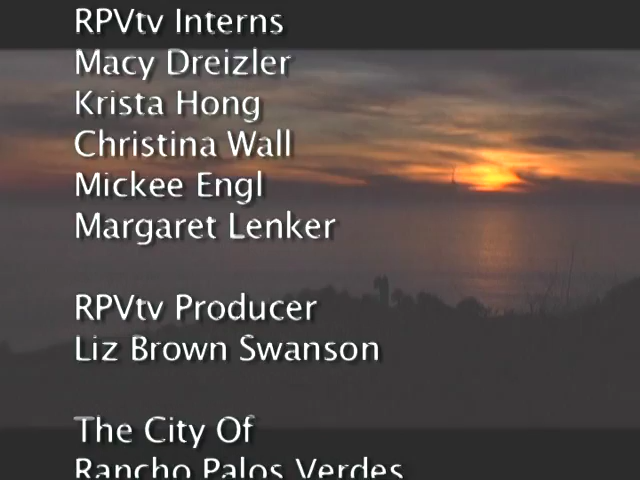 RPVtv Interns
Macy Dreizler
Krista Hong
Christina Wall
Mickee Engl
Margaret Lenker
RPVtv Producer
Liz Brown Swanson
The City Of
Rancho Palos Verdes